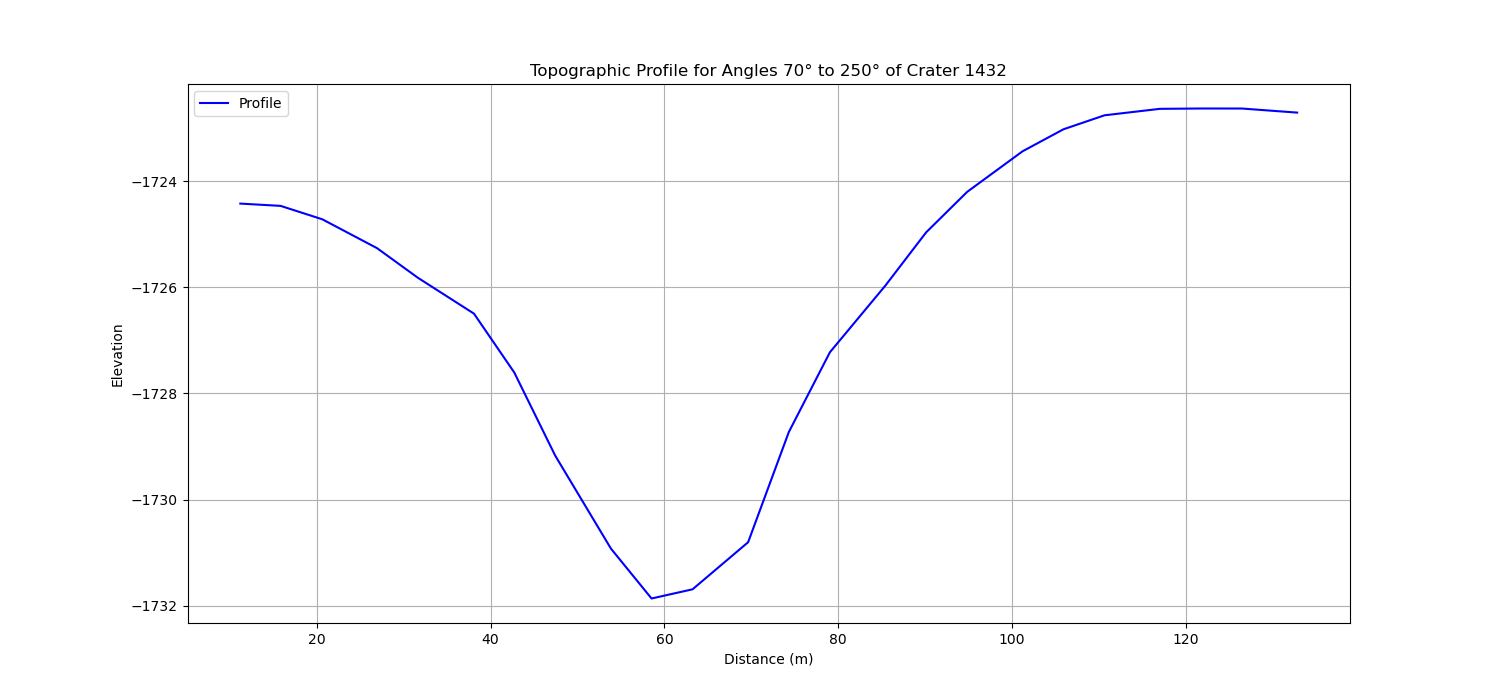 Topographic Profile for Angles 70° to 250° of Crater 1432
Profile
Elevation
−1724
−1726
−1728
−1730
−1732
20 40 60 80 100 120
Distance (m)